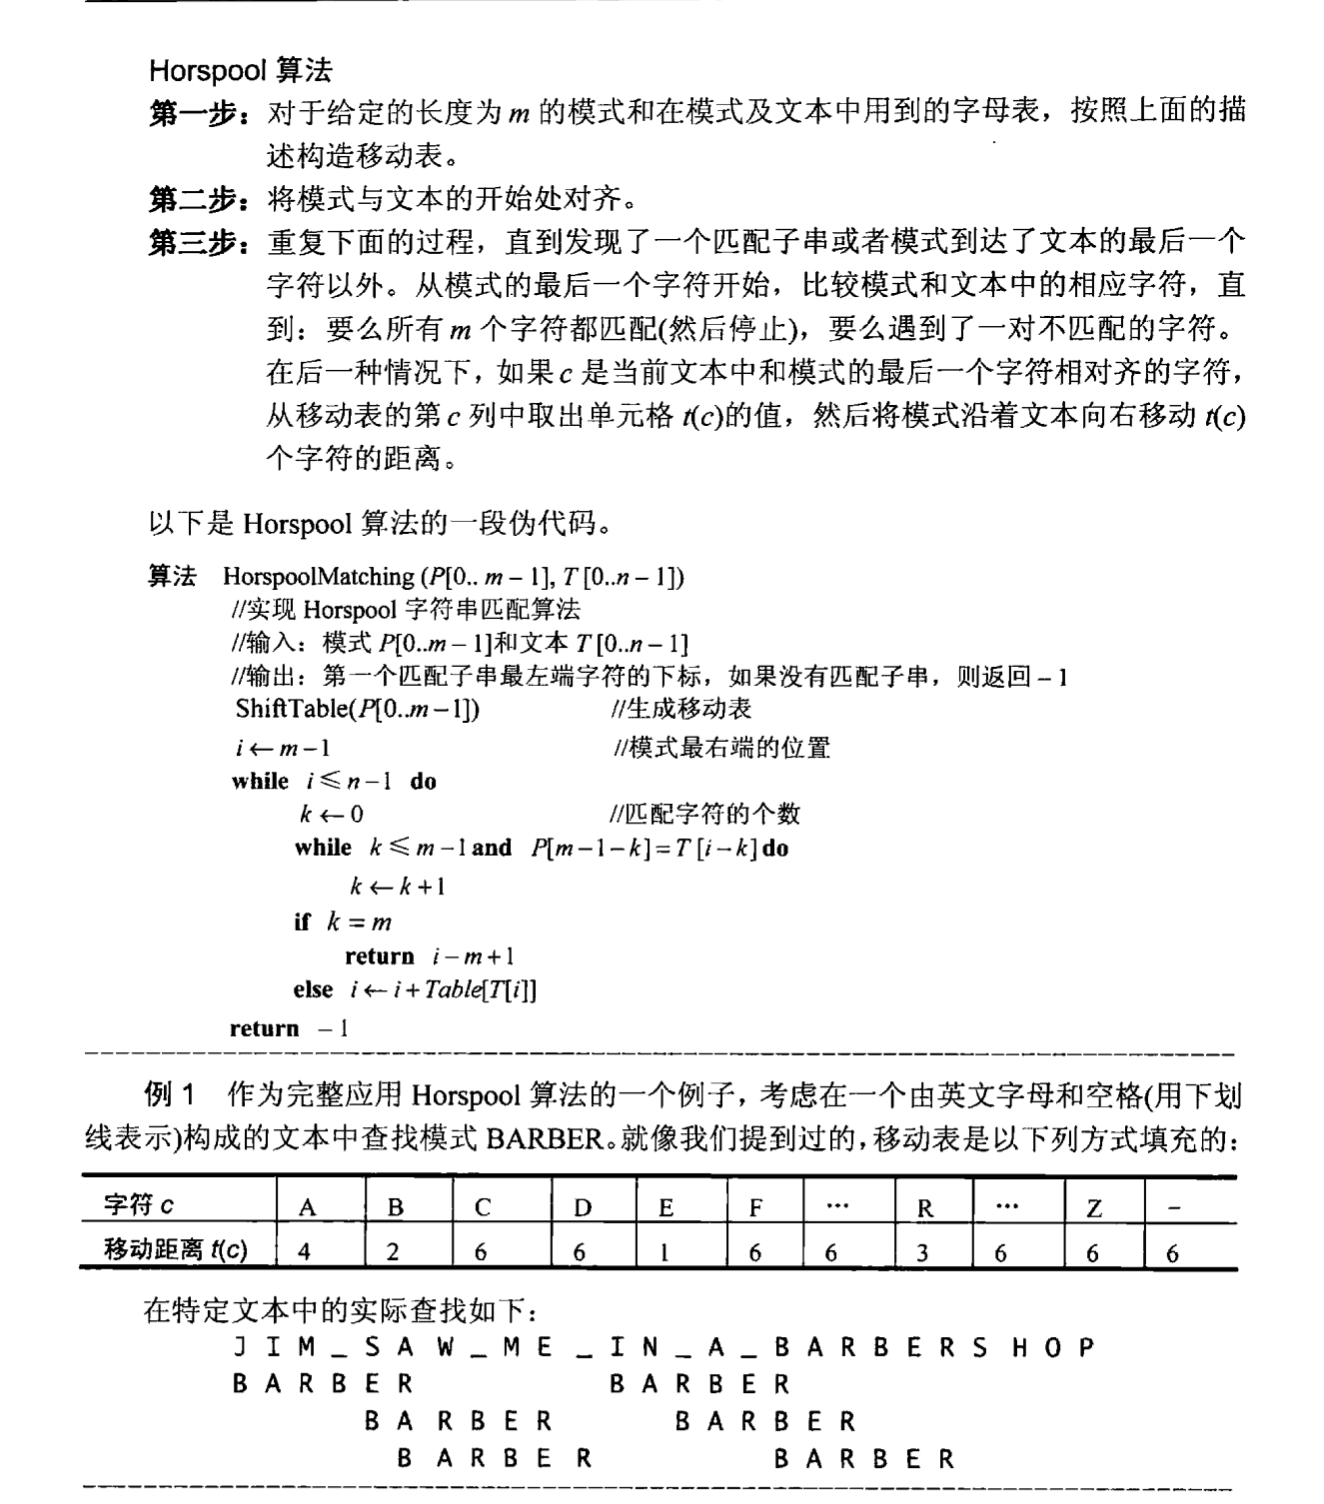 Horspool 算法
第一步：对于给定的长度为 m 的模式和在模式及文本中用到的字母表，按照上面的描
述构造移动表。
第二步：将模式与文本的开始处对齐。
第三步：重复下面的过程，直到发现了一个匹配子串或者模式到达了文本的最后一个
字符以外。从模式的最后一个字符开始，比较模式和文本中的相应字符，直
到：要么所有 m 个字符都匹配(然后停止)，要么遇到了一对不匹配的字符。
在后一种情况下，如果 c 是当前文本中和模式的最后一个字符相对齐的字符，
从移动表的第 c 列中取出单元格 t(c)的值，然后将模式沿着文本向右移动 t(c)
个字符的距离。
以下是 Horspool 算法的一段伪代码。
算法 HorspoolMatching (P[0.. m – 1], T [0..n – 1])
//实现 Horspool 字符串匹配算法
//输入：模式 P[0..m – 1]和文本 T [0..n – 1]
//输出：第一个匹配子串最左端字符的下标，如果没有匹配子串，则返回 – 1
ShiftTable(P[0..m – 1]) //生成移动表
i ← m – 1 //模式最右端的位置
while i ≤ n – 1 do
k ← 0 //匹配字符的个数
while k ≤ m – 1 and P[m – 1 – k] = T [i – k] do
k ← k + 1
if k = m
return i – m + 1
else i ← i + Table[T[i]]
return – 1
例 1 作为完整应用 Horspool 算法的一个例子，考虑在一个由英文字母和空格(用下划
线表示)构成的文本中查找模式 BARBER。就像我们提到过的，移动表是以下列方式填充的：
字符 c A B C D E F … R … Z –
移动距离 t(c) 4 2 6 6 1 6 6 3 6 6 6
在特定文本中的实际查找如下：
J I M _ S A W _ M E _ I N _ A _ B A R B E R S H O P
B A R B E R B A R B E R
B A R B E R B A R B E R
B A R B E R B A R B E R